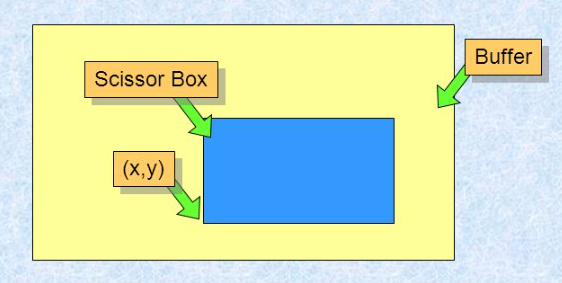 Buffer
Scissor Box
(x,y)